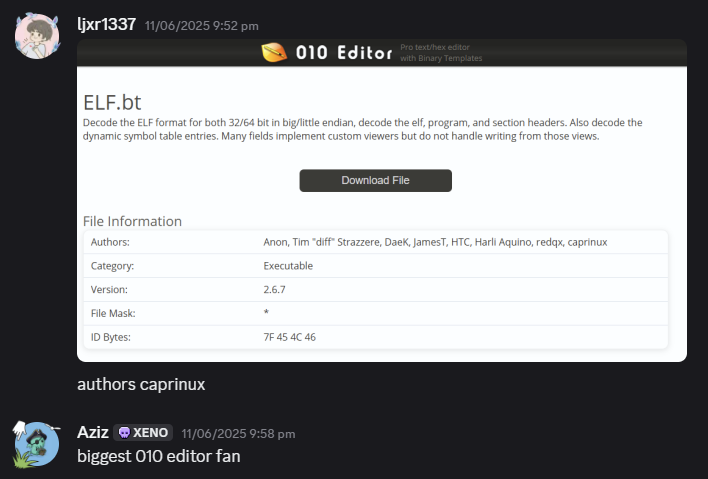 ljxr1337 11/06/2025 9:52 pm
010 Editor Pro text/hex editor
with Binary Templates
ELF.bt
Decode the ELF format for both 32/64 bit in big/little endian, decode the elf, program, and section headers. Also decode the
dynamic symbol table entries. Many fields implement custom viewers but do not handle writing from those views.
Download File
File Information
Authors: Anon, Tim "diff" Strazzere, DaeK, JamesT, HTC, Harli Aquino, redqx, caprinux
Category: Executable
Version: 2.6.7
File Mask: *
ID Bytes: 7F 45 4C 46
authors caprinux
Aziz XENO 11/06/2025 9:58 pm
biggest 010 editor fan